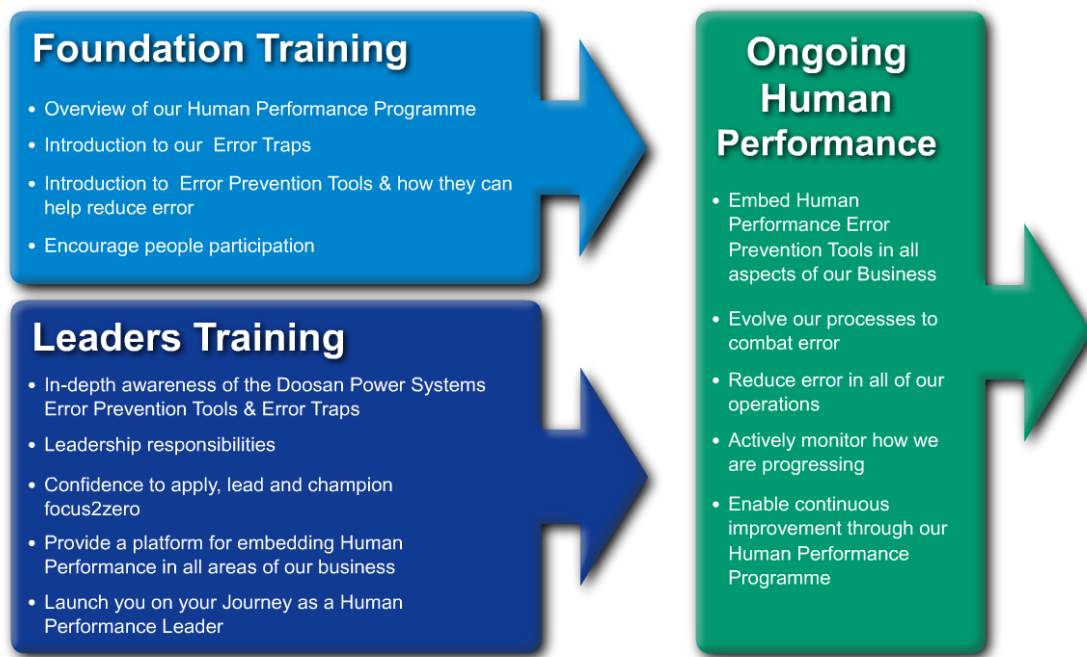 Foundation Training
• Overview of our Human Performance Programme
• Introduction to our Error Traps
• Introduction to Error Prevention Tools & how they can
help reduce error
• Encourage people participation
Leaders Training
• In-depth awareness of the Doosan Power Systems
Error Prevention Tools & Error Traps
• Leadership responsibilities
• Confidence to apply, lead and champion
focus2zero
• Provide a platform for embedding Human
Performance in all areas of our business
• Launch you on your Journey as a Human
Performance Leader
Ongoing
Human
Performance
• Embed Human
Performance Error
Prevention Tools in all
aspects of our Business
• Evolve our processes to
combat error
• Reduce error in all of our
operations
• Actively monitor how we
are progressing
• Enable continuous
improvement through our
Human Performance
Programme